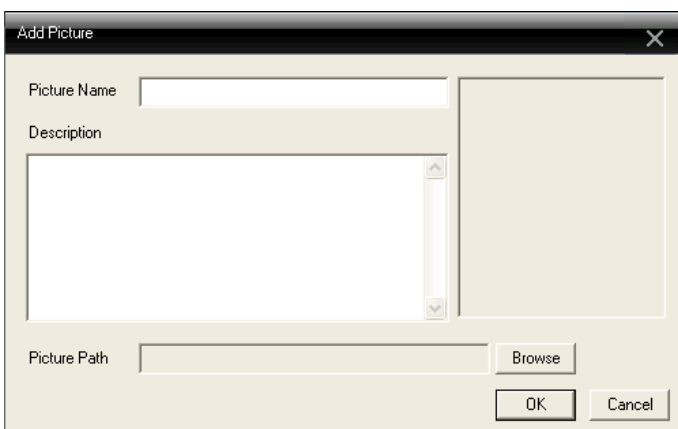 Add Picture
Picture Name
Description
Picture Path
Browse
OK
Cancel